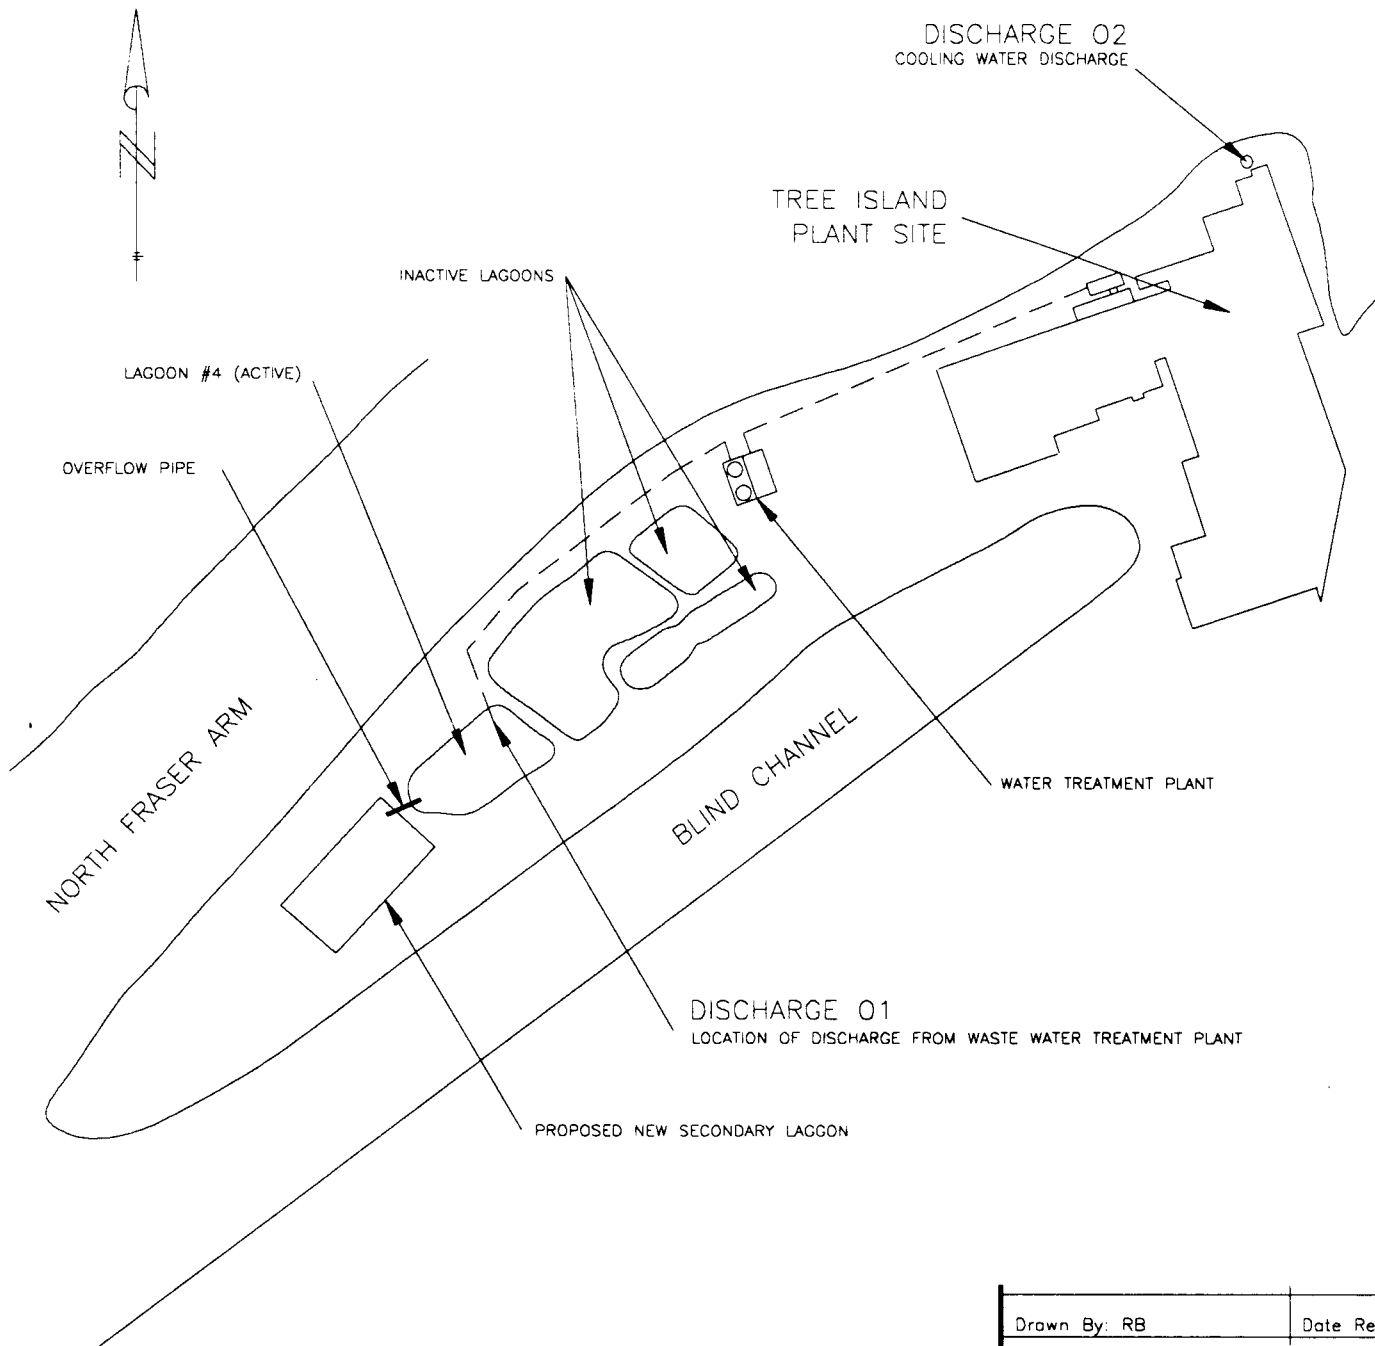 DISCHARGE 02
COOLING WATER DISCHARGE
N
TREE ISLAND
PLANT SITE
INACTIVE LAGOONS
LAGOON #4 (ACTIVE)
OVERFLOW PIPE
NORTH FRASER ARM
BLIND CHANNEL
WATER TREATMENT PLANT
DISCHARGE 01
LOCATION OF DISCHARGE FROM WASTE WATER TREATMENT PLANT
PROPOSED NEW SECONDARY LAGGON
Drawn By: RB
Date Re